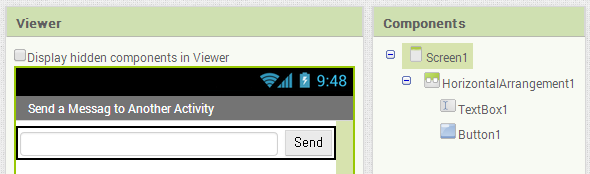 Viewer
Components
Display hidden components in Viewer
9:48
Send a Messag to Another Activity
Send
Screen1
HorizontalArrangement1
TextBox1
Button1